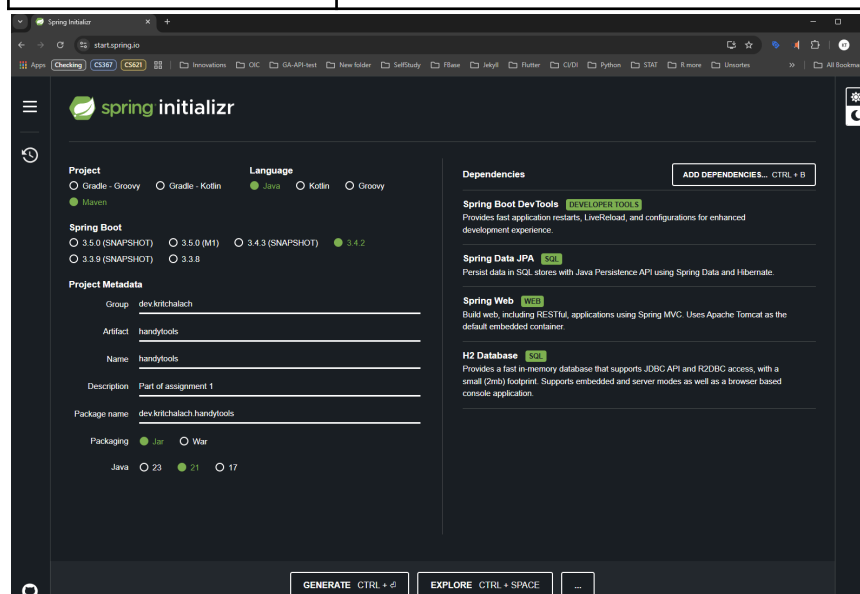 Spring Initializr
start.spring.io
Apps Checking CS367 CS621 Innovations OIC GA-API-test New folder SelfStudy FBase Jekyll Flutter CI/DI Python STAT R more Unsortes » All Bookma
spring initializr
Project
Gradle - Groovy Gradle - Kotlin
Maven
Language
Java Kotlin Groovy
Spring Boot
3.5.0 (SNAPSHOT) 3.5.0 (M1) 3.4.3 (SNAPSHOT) 3.4.2
3.3.9 (SNAPSHOT) 3.3.8
Project Metadata
Group dev.kritchalach
Artifact handytools
Name handytools
Description Part of assignment 1
Package name dev.kritchalach.handytools
Packaging Jar War
Java 23 21 17
Dependencies ADD DEPENDENCIES... CTRL + B
Spring Boot DevTools DEVELOPER TOOLS
Provides fast application restarts, LiveReload, and configurations for enhanced
development experience.
Spring Data JPA SQL
Persist data in SQL stores with Java Persistence API using Spring Data and Hibernate.
Spring Web WEB
Build web, including RESTful, applications using Spring MVC. Uses Apache Tomcat as the
default embedded container.
H2 Database SQL
Provides a fast in-memory database that supports JDBC API and R2DBC access, with a
small (2mb) footprint. Supports embedded and server modes as well as a browser based
console application.
GENERATE CTRL + ⏎ EXPLORE CTRL + SPACE ...